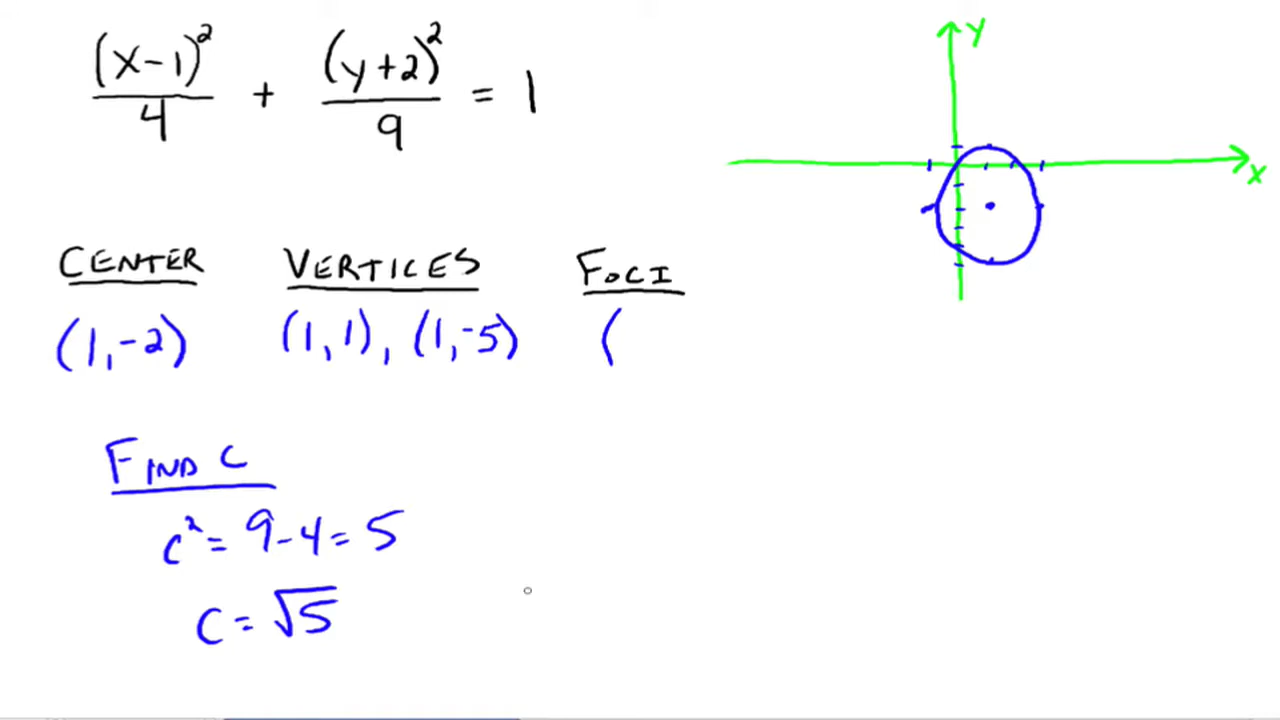 (x-1)²/4 + (y+2)²/9 = 1
Y
X
CENTER VERTICES FOCI
(1,-2) (1,1), (1,-5) (
FIND C
c² = 9-4 = 5
c = √5